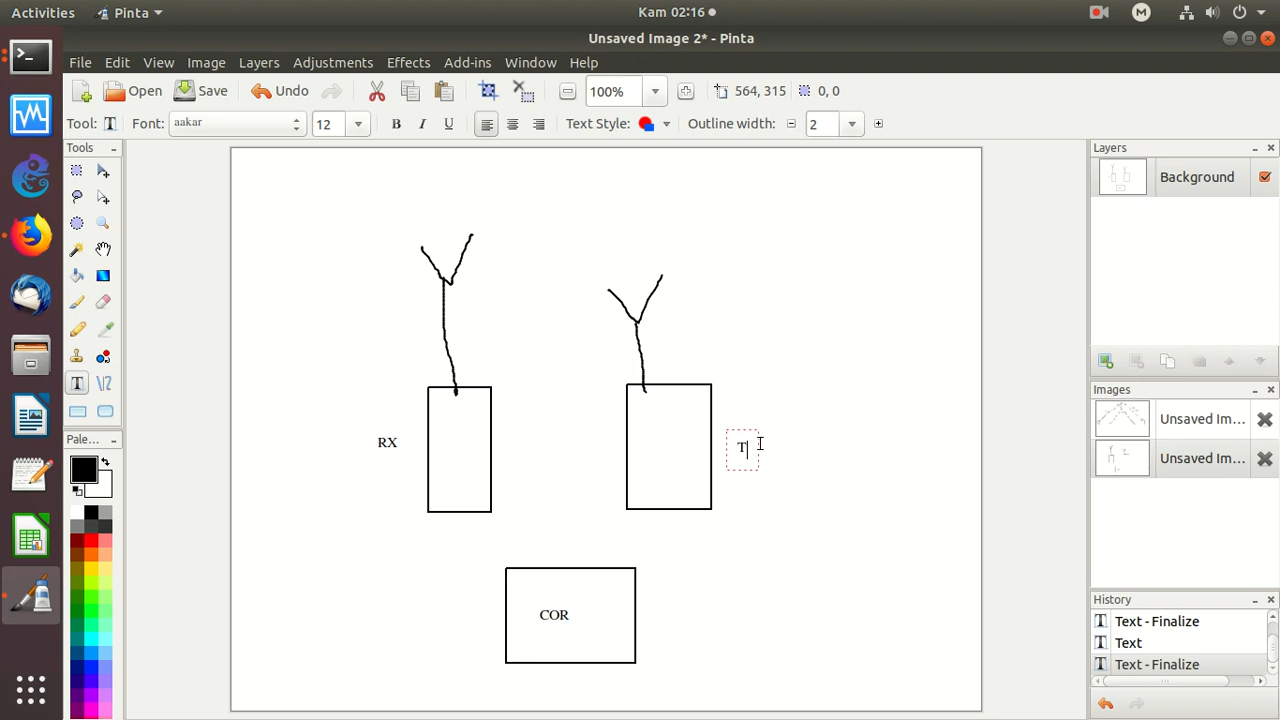 Activities
Pinta
Kam 02:16
M
Unsaved Image 2* - Pinta
File Edit View Image Layers Adjustments Effects Add-ins Window Help
Open Save Undo 100% 564, 315 0, 0
Tool: T Font: aakar 12 B I U Text Style: Outline width: 2
Tools
Layers
Background
RX
T
COR
Images
Unsaved Im...
Unsaved Im...
Pale...
History
Text - Finalize
Text
Text - Finalize